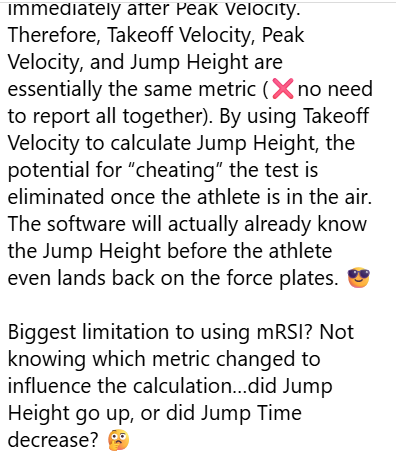 immediately after Peak Velocity.
Therefore, Takeoff Velocity, Peak
Velocity, and Jump Height are
essentially the same metric (❌no need
to report all together). By using Takeoff
Velocity to calculate Jump Height, the
potential for “cheating” the test is
eliminated once the athlete is in the air.
The software will actually already know
the Jump Height before the athlete
even lands back on the force plates. 😎
Biggest limitation to using mRSI? Not
knowing which metric changed to
influence the calculation...did Jump
Height go up, or did Jump Time
decrease? 🤔